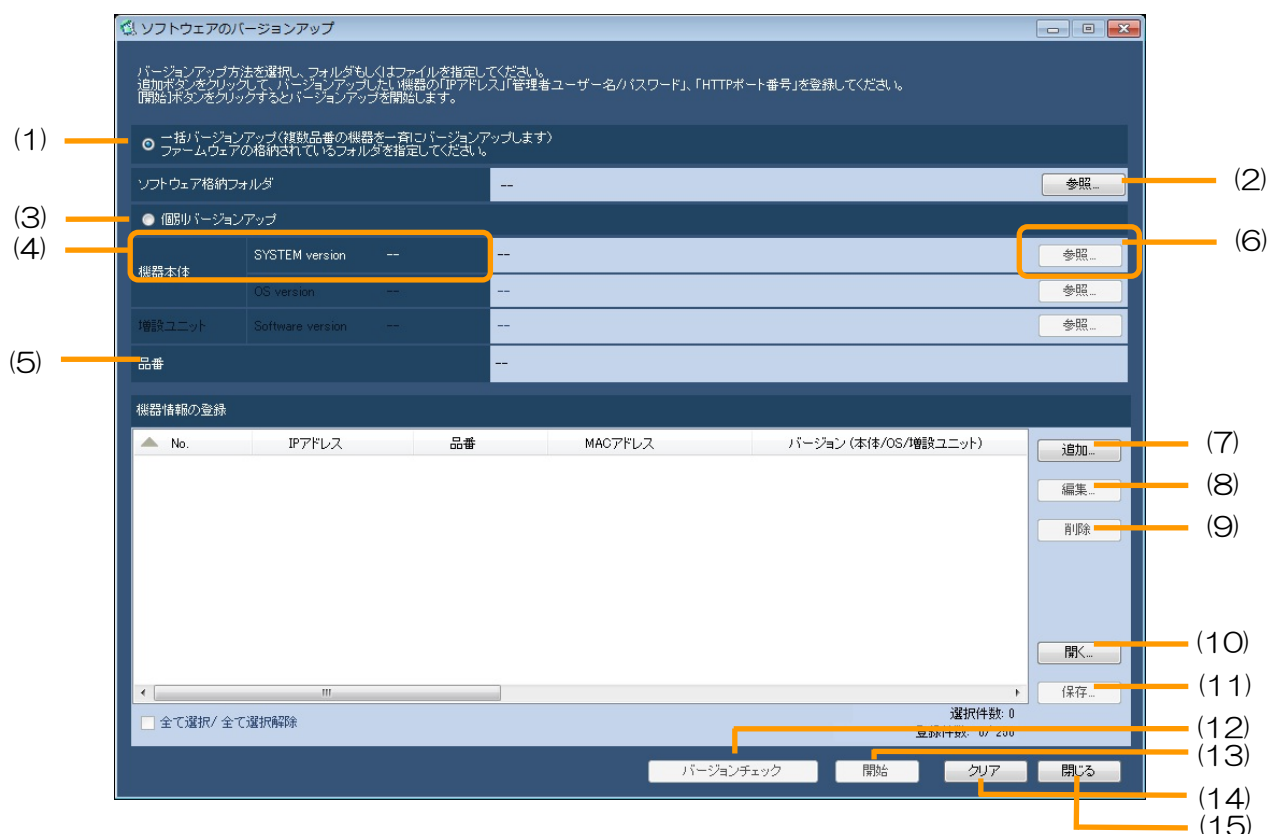 ソフトウェアのバージョンアップ
バージョンアップ方法を選択し、フォルダもしくはファイルを指定してください。
追加ボタンをクリックして、バージョンアップしたい機器の「IPアドレス」「管理者ユーザー名/パスワード」、「HTTPポート番号」を登録してください。
[開始]ボタンをクリックするとバージョンアップを開始します。
(1)
一括バージョンアップ(複数品番の機器を一斉にバージョンアップします)
ファームウェアの格納されているフォルダを指定してください。
ソフトウェア格納フォルダ -- 参照... (2)
(3) 個別バージョンアップ
(4) 機器本体 SYSTEM version -- -- 参照... (6)
OS version -- -- 参照...
増設ユニット Software version -- -- 参照...
(5) 品番 --
機器情報の登録
No. IPアドレス 品番 MACアドレス バージョン (本体/OS/増設ユニット) 追加... (7)
編集... (8)
削除 (9)
開く... (10)
保存... (11)
全て選択/全て選択解除 選択件数: 0
登録件数: 0/ 256 (12)
バージョンチェック 開始 クリア 閉じる (13)
(14)
(15)